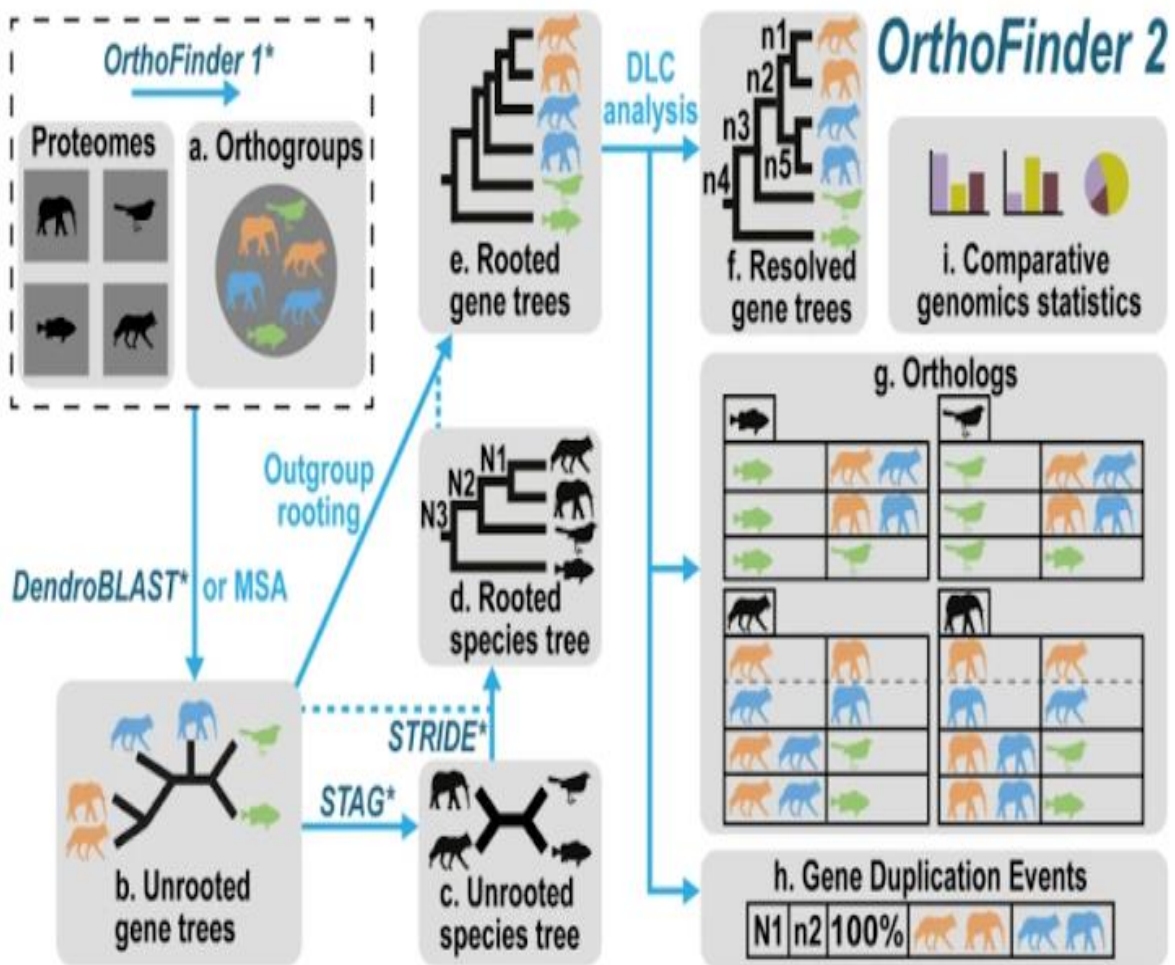 OrthoFinder 1*
Proteomes
a. Orthogroups
DendroBLAST* or MSA
b. Unrooted
gene trees
STAG*
c. Unrooted
species tree
STRIDE*
N1
N2
N3
d. Rooted
species tree
Outgroup
rooting
e. Rooted
gene trees
DLC
analysis
n1
n2
n3
n5
n4
f. Resolved
gene trees
OrthoFinder 2
i. Comparative
genomics statistics
g. Orthologs
h. Gene Duplication Events
N1 n2 100%